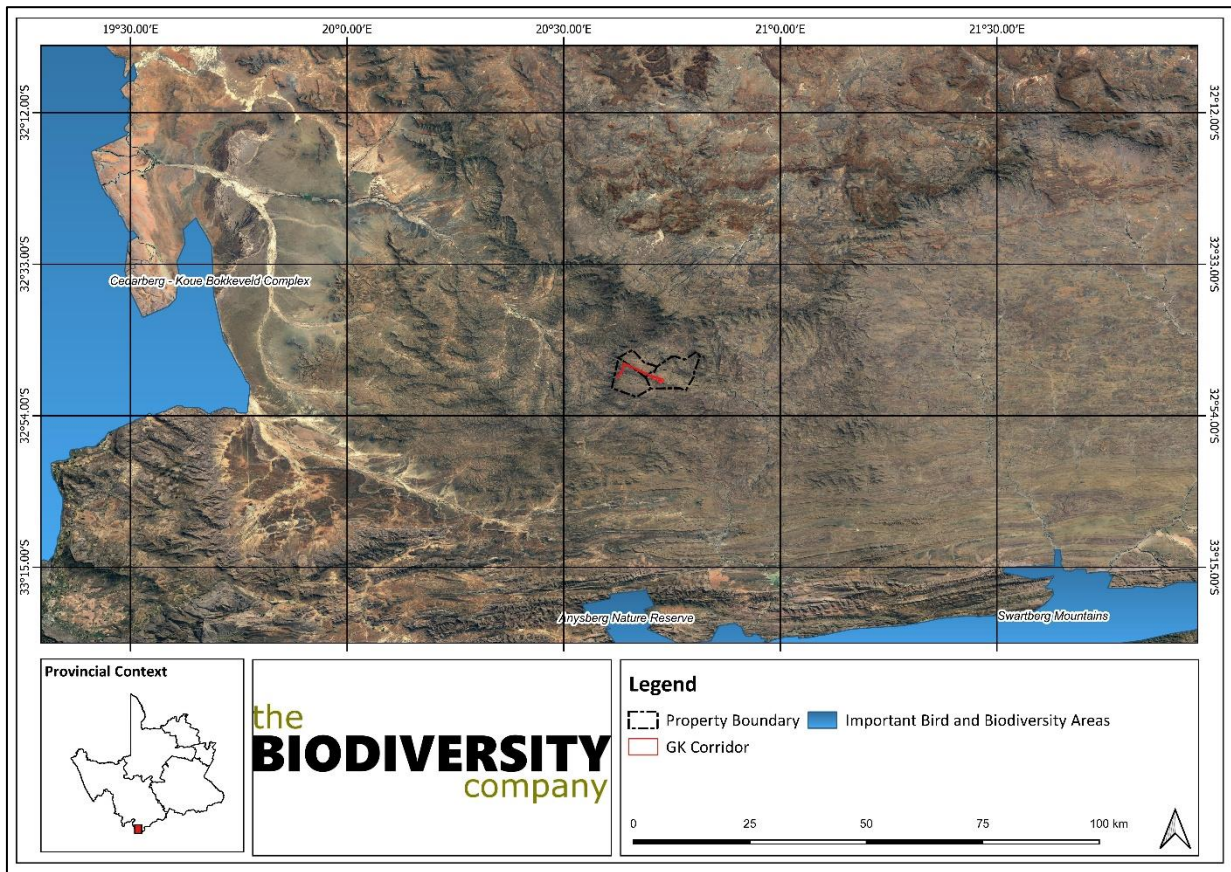 19°30.00'E 20°0.00'E 20°30.00'E 21°0.00'E 21°30.00'E
32°12.00'S 32°12.00'S
32°33.00'S 32°33.00'S
Cedarberg - Koue Bokkeveld Complex
32°54.00'S 32°54.00'S
33°15.00'S 33°15.00'S
Anysberg Nature Reserve Swartberg Mountains
Provincial Context
the
BIODIVERSITY
company
Legend
Property Boundary Important Bird and Biodiversity Areas
GK Corridor
0 25 50 75 100 km